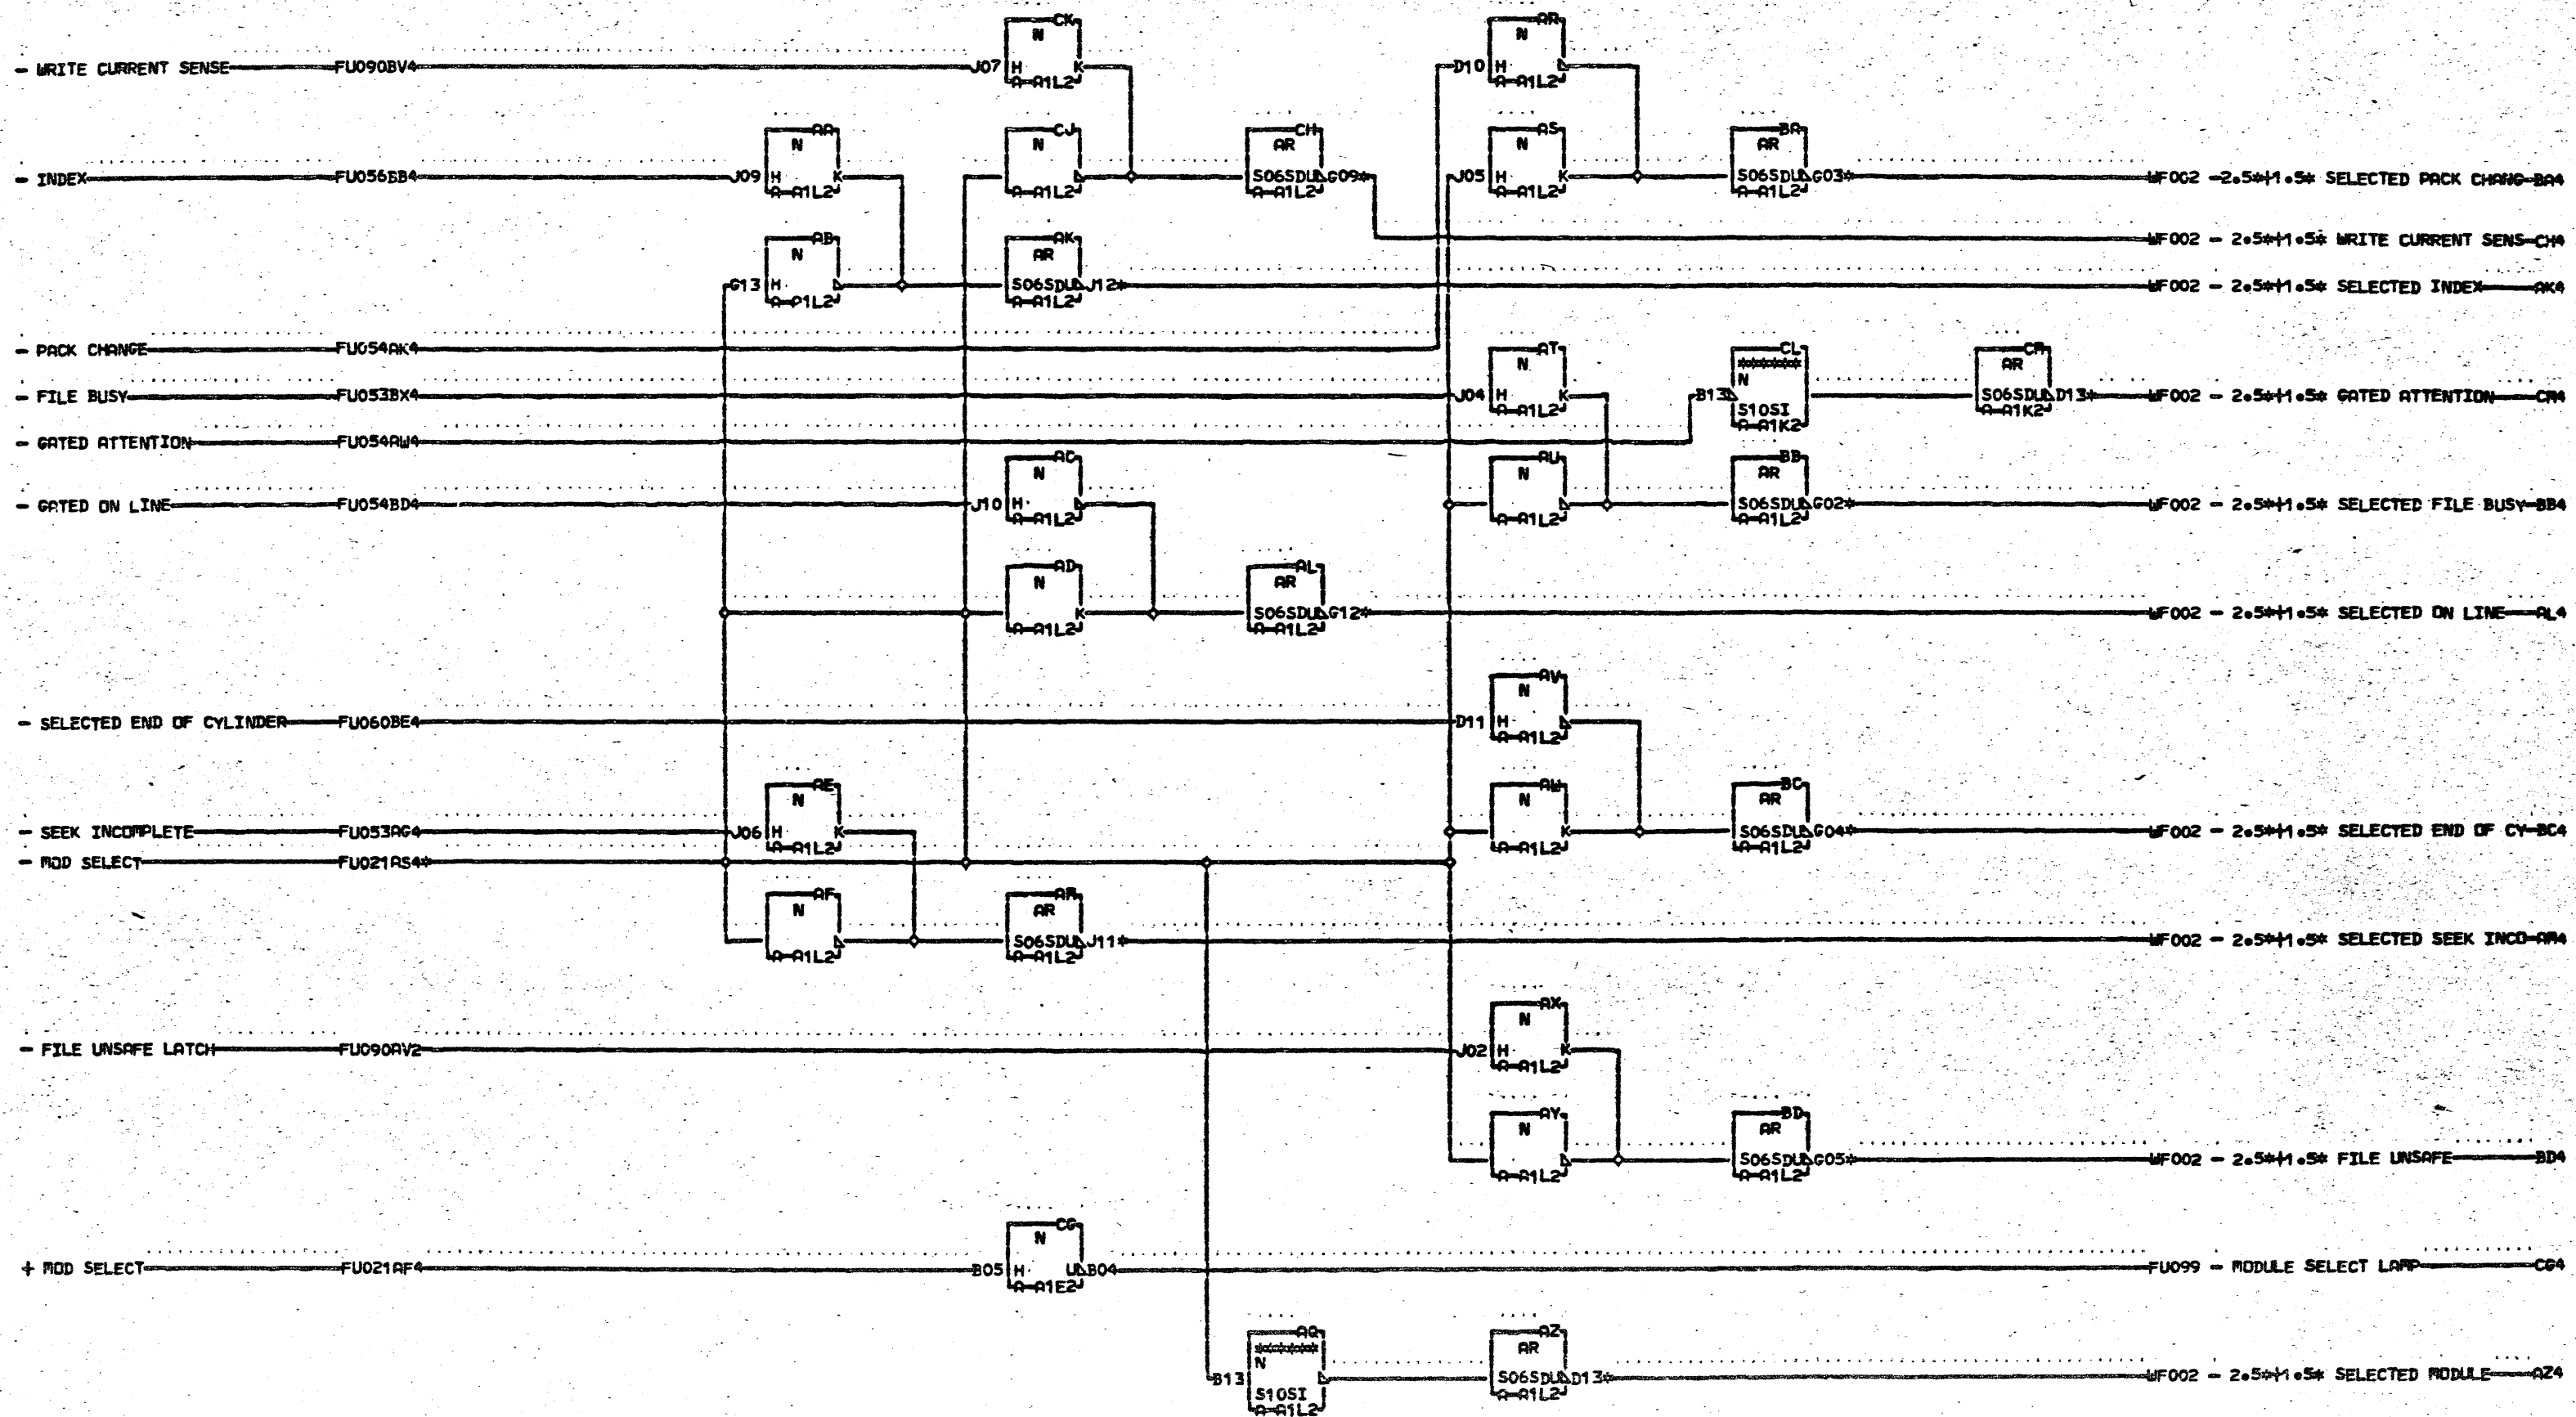 CK
N
- WRITE CURRENT SENSE FU090BV4 J07 H K
A-A1L2
AR
N
D10 H
A-A1L2
AA
N
- INDEX FU056BB4 J09 H K
A-A1L2
CJ
N
A-A1L2
CH
AR
S06SDU G09*
A-A1L2
AS
N
J05 H K
A-A1L2
BA
AR
S06SDU G03* WF002 -2.5*+1.5* SELECTED PACK CHANG BA4
A-A1L2
WF002 - 2.5*+1.5* WRITE CURRENT SENS CH4
AB
N
G13 H
A-A1L2
AK
AR
S06SDU J12* WF002 - 2.5*+1.5* SELECTED INDEX AK4
A-A1L2
- PACK CHANGE FU054AK4
AT
N
- FILE BUSY FU053BX4 J04 H K
A-A1L2
CL
*******
N
B13
S10SI
A-A1K2
CM
AR
S06SDU D13* WF002 - 2.5*+1.5* GATED ATTENTION CM4
A-A1K2
- GATED ATTENTION FU054AW4
AC
N
- GATED ON LINE FU054BD4 J10 H
A-A1L2
AU
N
A-A1L2
BB
AR
S06SDU G02* WF002 - 2.5*+1.5* SELECTED FILE BUSY BB4
A-A1L2
AD
N
K
A-A1L2
AL
AR
S06SDU G12* WF002 - 2.5*+1.5* SELECTED ON LINE AL4
A-A1L2
AV
N
- SELECTED END OF CYLINDER FU060BE4 D11 H
A-A1L2
AE
N
- SEEK INCOMPLETE FU053AG4 J06 H K
A-A1L2
AW
N
K
A-A1L2
BC
AR
S06SDU G04* WF002 - 2.5*+1.5* SELECTED END OF CY BC4
A-A1L2
- MOD SELECT FU021AS4*
AF
N
A-A1L2
AM
AR
S06SDU J11* WF002 - 2.5*+1.5* SELECTED SEEK INCO AM4
A-A1L2
AX
N
- FILE UNSAFE LATCH FU090AV2 J02 H K
A-A1L2
AY
N
A-A1L2
BD
AR
S06SDU G05* WF002 - 2.5*+1.5* FILE UNSAFE BD4
A-A1L2
CG
N
+ MOD SELECT FU021AF4 B05 H U B04 FU099 - MODULE SELECT LAMP CG4
A-A1E2
AQ
*******
N
B13
S10SI
A-A1L2
AZ
AR
S06SDU D13* WF002 - 2.5*+1.5* SELECTED MODULE AZ4
A-A1L2